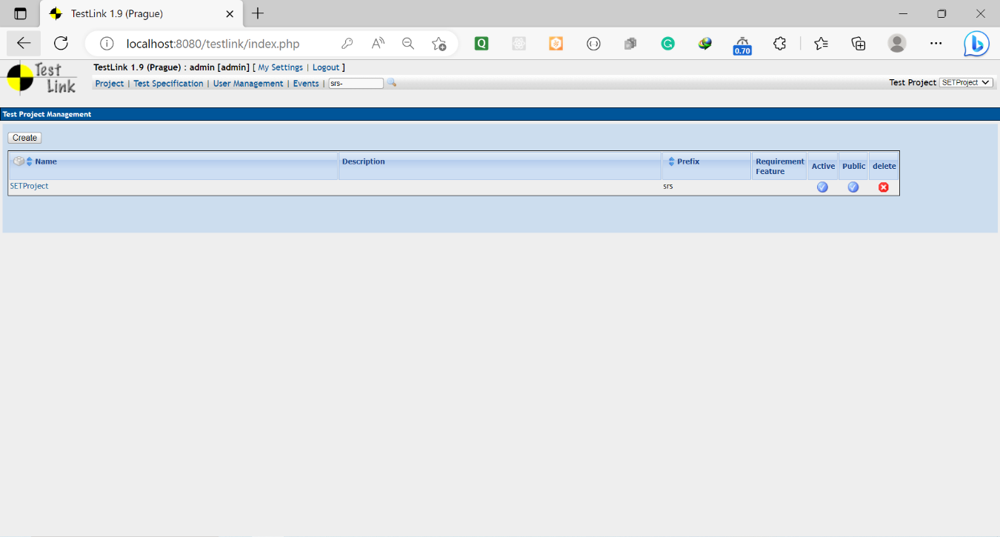 TestLink 1.9 (Prague)
localhost:8080/testlink/index.php
0.70
Test Link
TestLink 1.9 (Prague) : admin [admin] [ My Settings | Logout ]
Project | Test Specification | User Management | Events | srs-
Test Project SETProject
Test Project Management
Create
Name Description Prefix Requirement Feature Active Public delete
SETProject srs